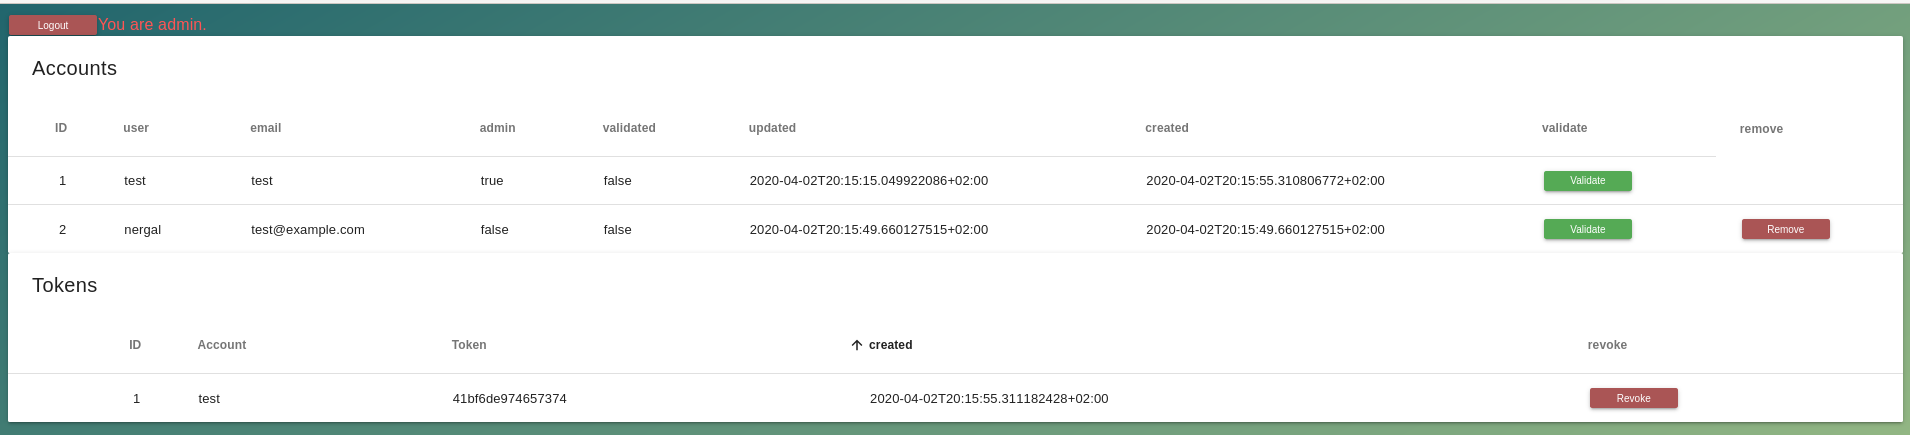 Logout You are admin.
Accounts
ID user email admin validated updated created validate remove
1 test test true false 2020-04-02T20:15:15.049922086+02:00 2020-04-02T20:15:55.310806772+02:00 Validate
2 nergal test@example.com false false 2020-04-02T20:15:49.660127515+02:00 2020-04-02T20:15:49.660127515+02:00 Validate Remove
Tokens
ID Account Token created revoke
1 test 41bf6de974657374 2020-04-02T20:15:55.311182428+02:00 Revoke